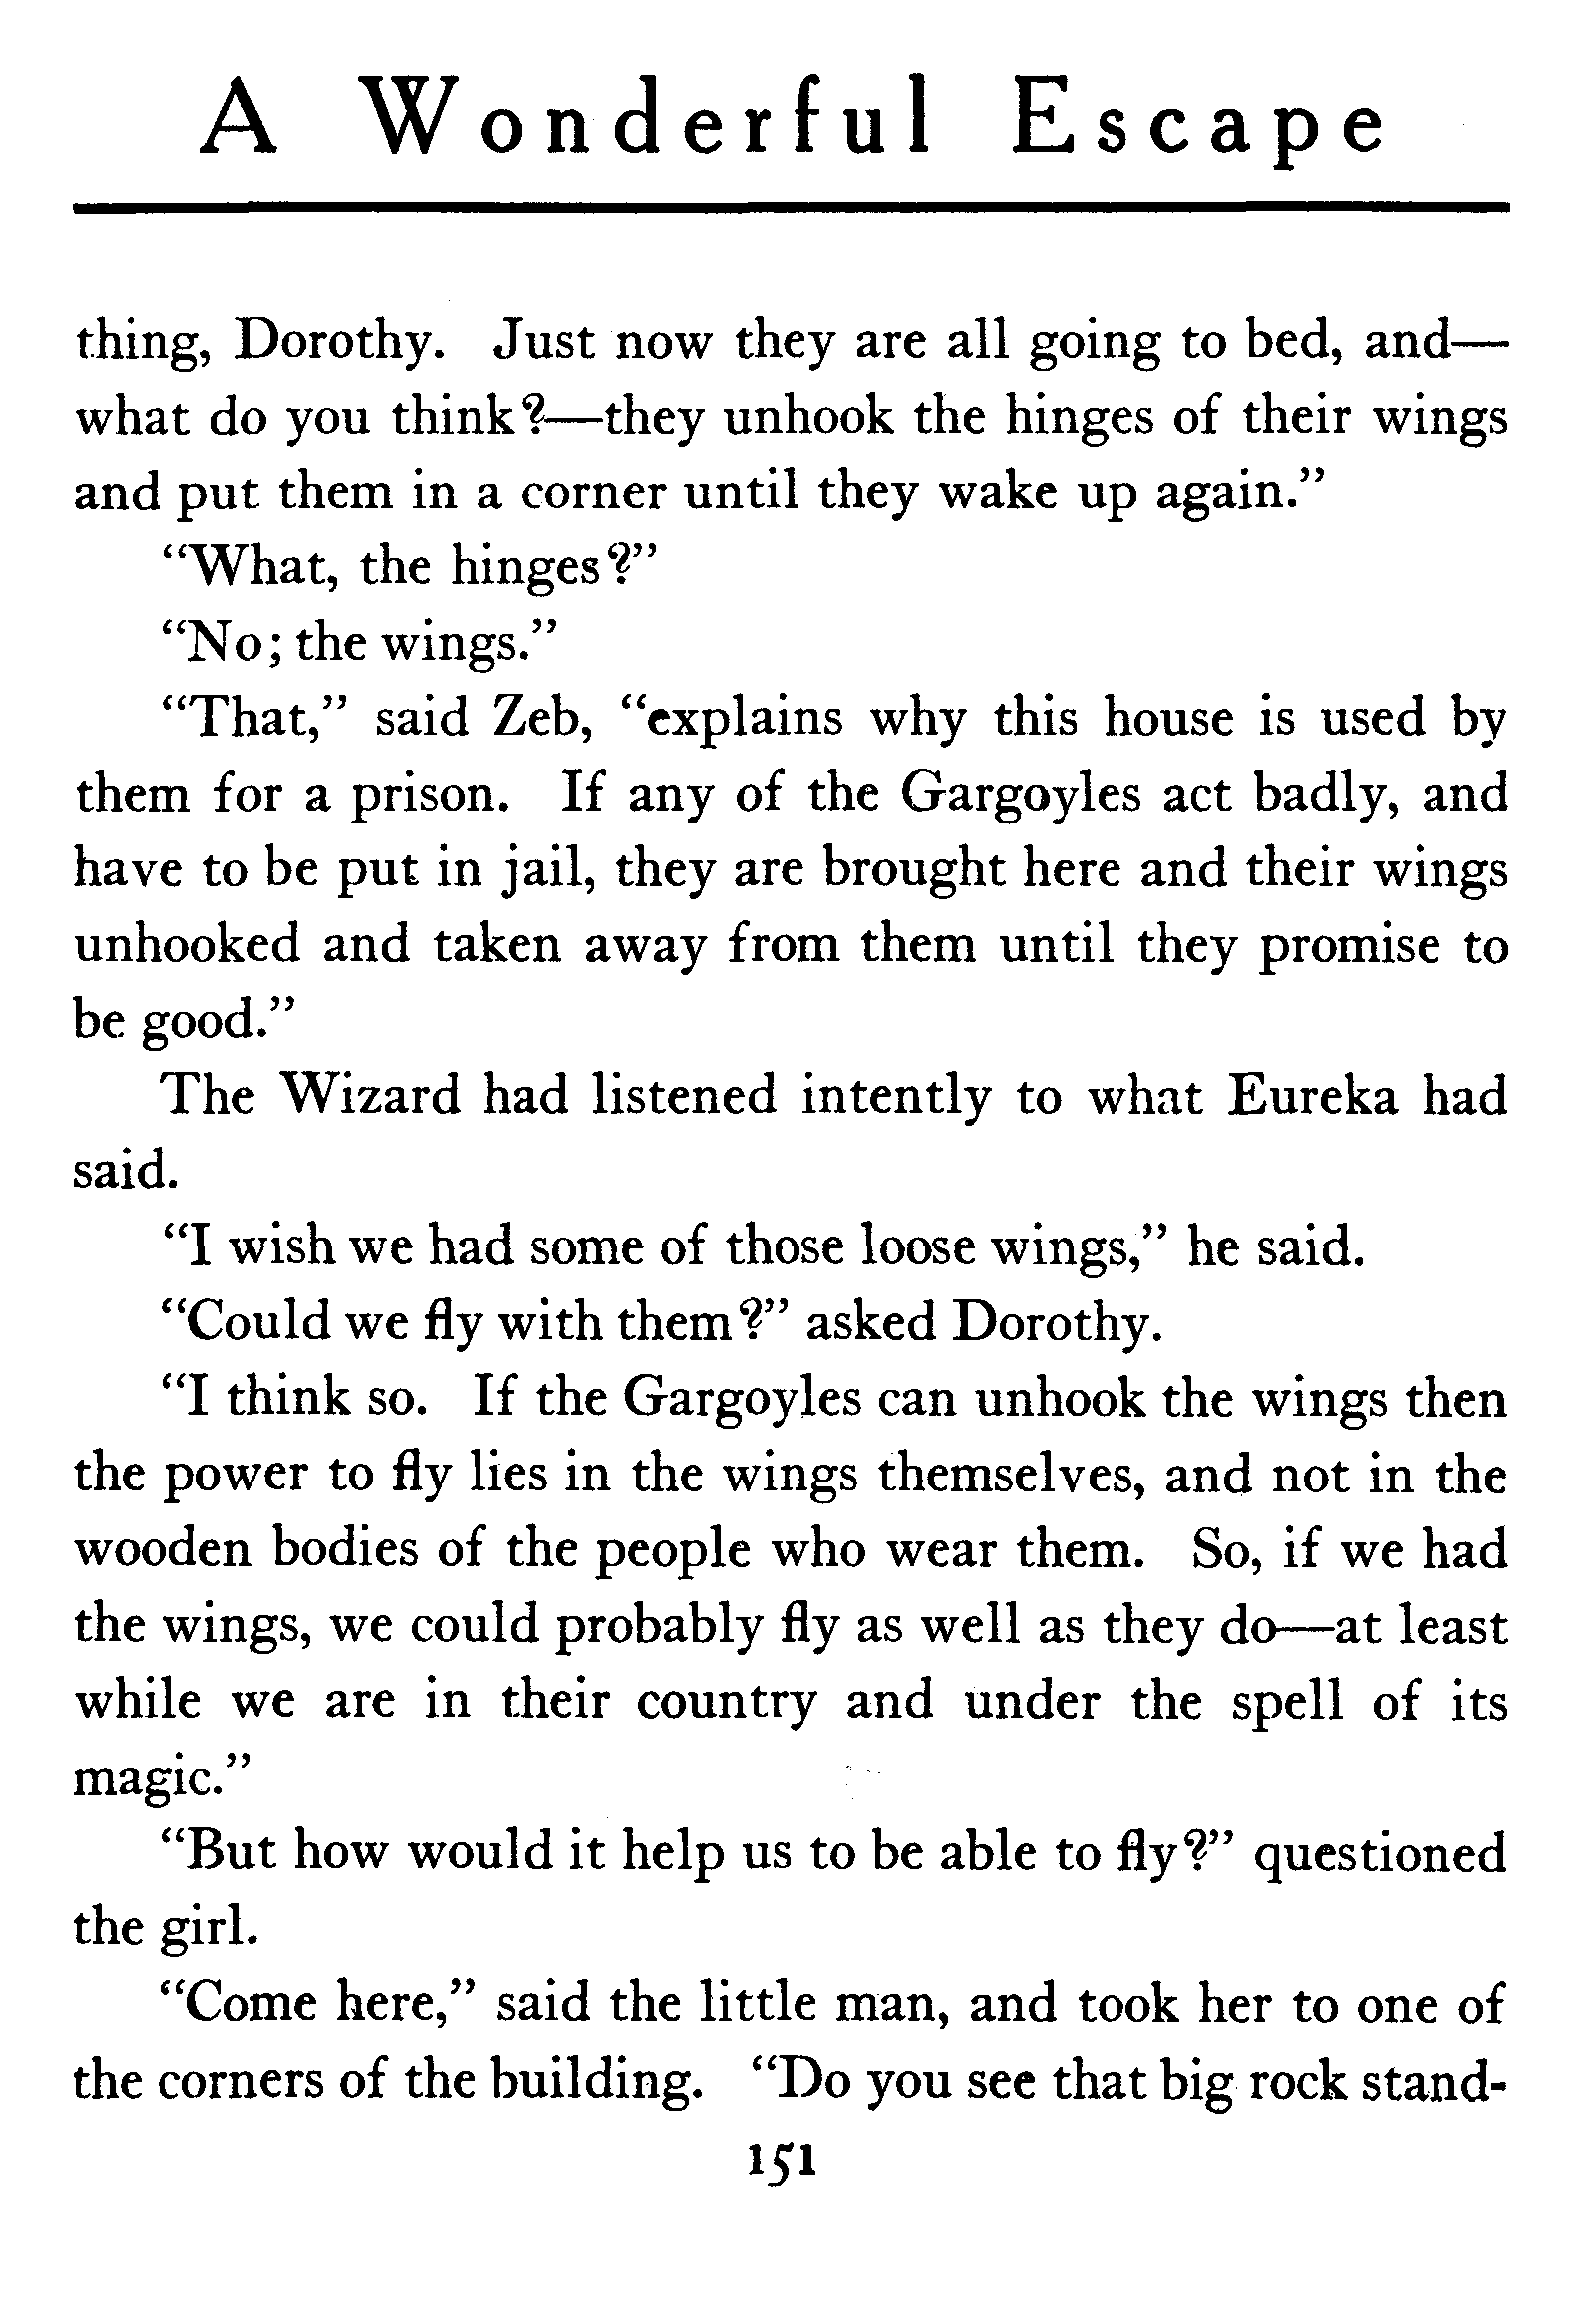 A Wonderful Escape
thing, Dorothy. Just now they are all going to bed, and—
what do you think?—they unhook the hinges of their wings
and put them in a corner until they wake up again.”
“What, the hinges?”
“No; the wings.”
“That,” said Zeb, “explains why this house is used by
them for a prison. If any of the Gargoyles act badly, and
have to be put in jail, they are brought here and their wings
unhooked and taken away from them until they promise to
be good.”
The Wizard had listened intently to what Eureka had
said.
“I wish we had some of those loose wings,” he said.
“Could we fly with them?” asked Dorothy.
“I think so. If the Gargoyles can unhook the wings then
the power to fly lies in the wings themselves, and not in the
wooden bodies of the people who wear them. So, if we had
the wings, we could probably fly as well as they do—at least
while we are in their country and under the spell of its
magic.”
“But how would it help us to be able to fly?” questioned
the girl.
“Come here,” said the little man, and took her to one of
the corners of the building. “Do you see that big rock stand-
151